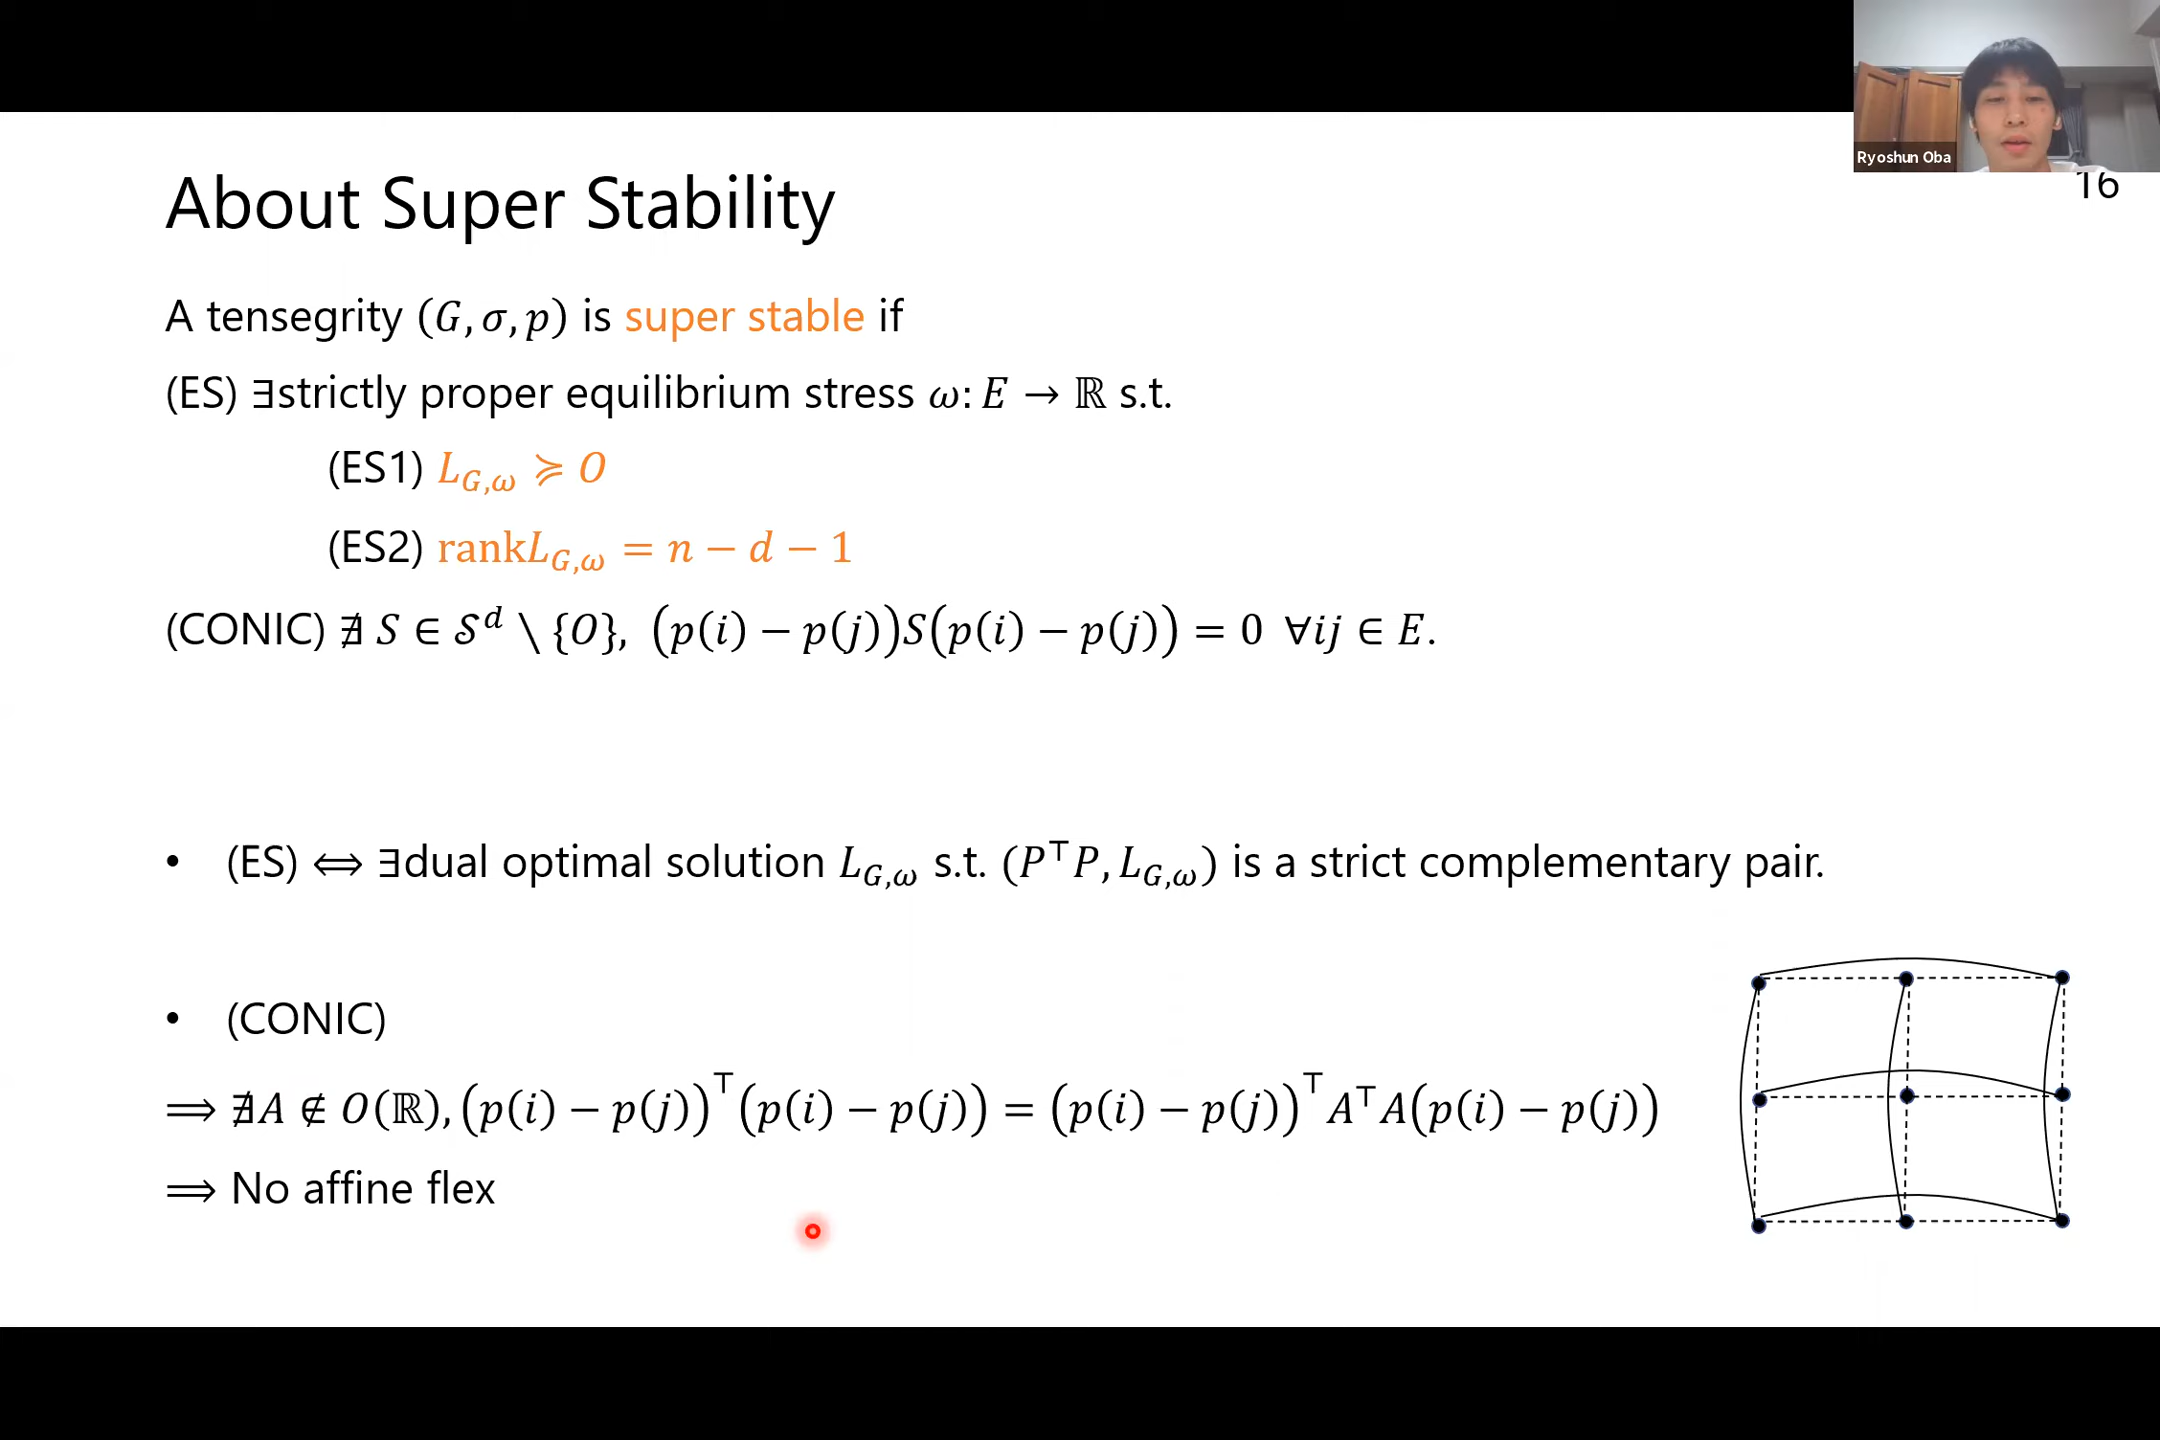 Ryoshun Oba
16
About Super Stability
A tensegrity (G, σ, p) is super stable if
(ES) ∃strictly proper equilibrium stress ω: E → ℝ s.t.
(ES1) L_{G,ω} ≽ O
(ES2) rankL_{G,ω} = n − d − 1
(CONIC) ∄ S ∈ 𝒮^d ∖ {O}, (p(i) − p(j))S(p(i) − p(j)) = 0 ∀ij ∈ E.
• (ES) ⟺ ∃dual optimal solution L_{G,ω} s.t. (P^⊤P, L_{G,ω}) is a strict complementary pair.
• (CONIC)
⟹ ∄A ∉ O(ℝ), (p(i) − p(j))^⊤(p(i) − p(j)) = (p(i) − p(j))^⊤A^⊤A(p(i) − p(j))
⟹ No affine flex